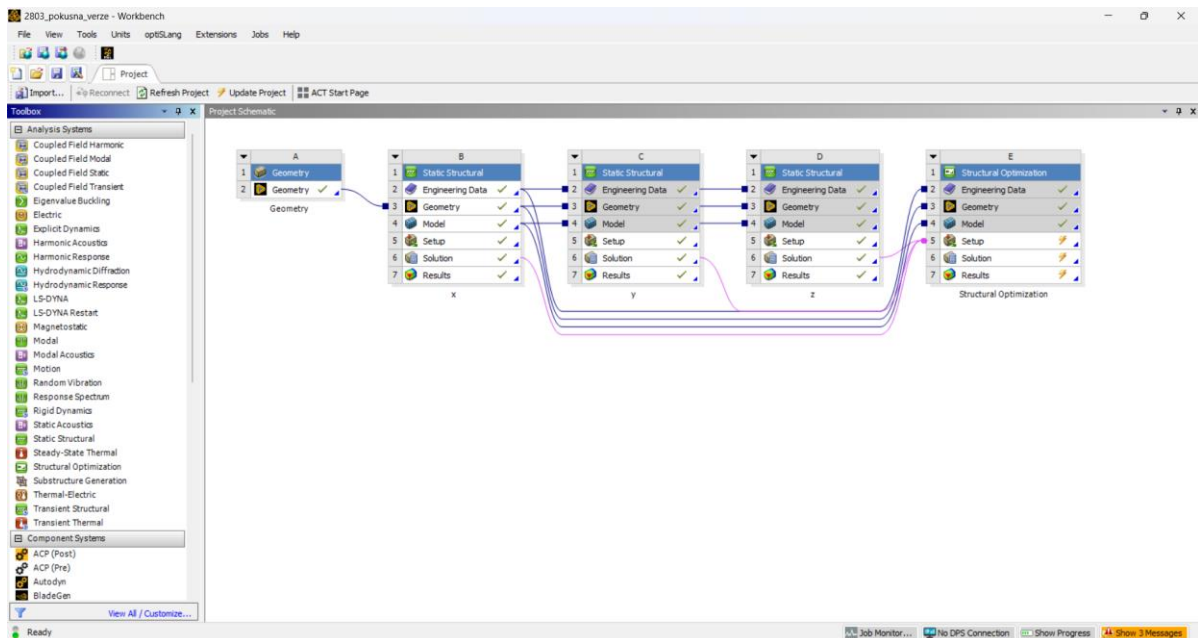 2803_pokusna_verze - Workbench
File View Tools Units optiSLang Extensions Jobs Help
Project
Import... Reconnect Refresh Project Update Project ACT Start Page
Toolbox
Project Schematic
Analysis Systems
Coupled Field Harmonic
Coupled Field Modal
Coupled Field Static
Coupled Field Transient
Eigenvalue Buckling
Electric
Explicit Dynamics
Harmonic Acoustics
Harmonic Response
Hydrodynamic Diffraction
Hydrodynamic Response
LS-DYNA
LS-DYNA Restart
Magnetostatic
Modal
Modal Acoustics
Motion
Random Vibration
Response Spectrum
Rigid Dynamics
Static Acoustics
Static Structural
Steady-State Thermal
Structural Optimization
Substructure Generation
Thermal-Electric
Transient Structural
Transient Thermal
Component Systems
ACP (Post)
ACP (Pre)
Autodyn
BladeGen
View All / Customize...
A
1 Geometry
2 Geometry
Geometry
B
1 Static Structural
2 Engineering Data
3 Geometry
4 Model
5 Setup
6 Solution
7 Results
x
C
1 Static Structural
2 Engineering Data
3 Geometry
4 Model
5 Setup
6 Solution
7 Results
y
D
1 Static Structural
2 Engineering Data
3 Geometry
4 Model
5 Setup
6 Solution
7 Results
z
E
1 Structural Optimization
2 Engineering Data
3 Geometry
4 Model
5 Setup
6 Solution
7 Results
Structural Optimization
Ready
Job Monitor... No DPS Connection Show Progress Show 3 Messages